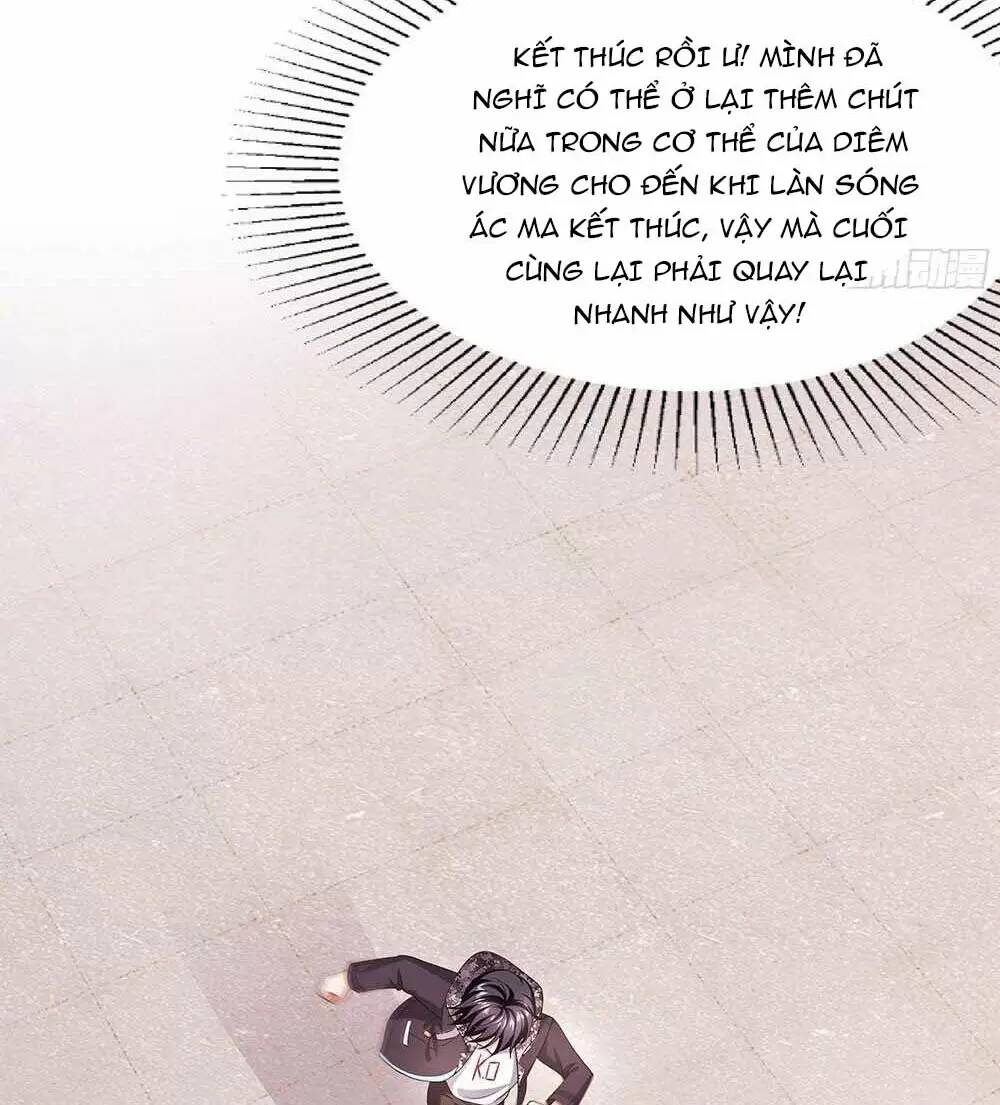 KẾT THÚC RỒI Ư! MÌNH ĐÃ
NGHĨ CÓ THỂ Ở LẠI THÊM CHÚT
NỮA TRONG CƠ THỂ CỦA DIÊM
VƯƠNG CHO ĐẾN KHI LÀN SÓNG
ÁC MA KẾT THÚC, VẬY MÀ CUỐI
CÙNG LẠI PHẢI QUAY LẠI
NHANH NHƯ VẬY!
动漫
K.O